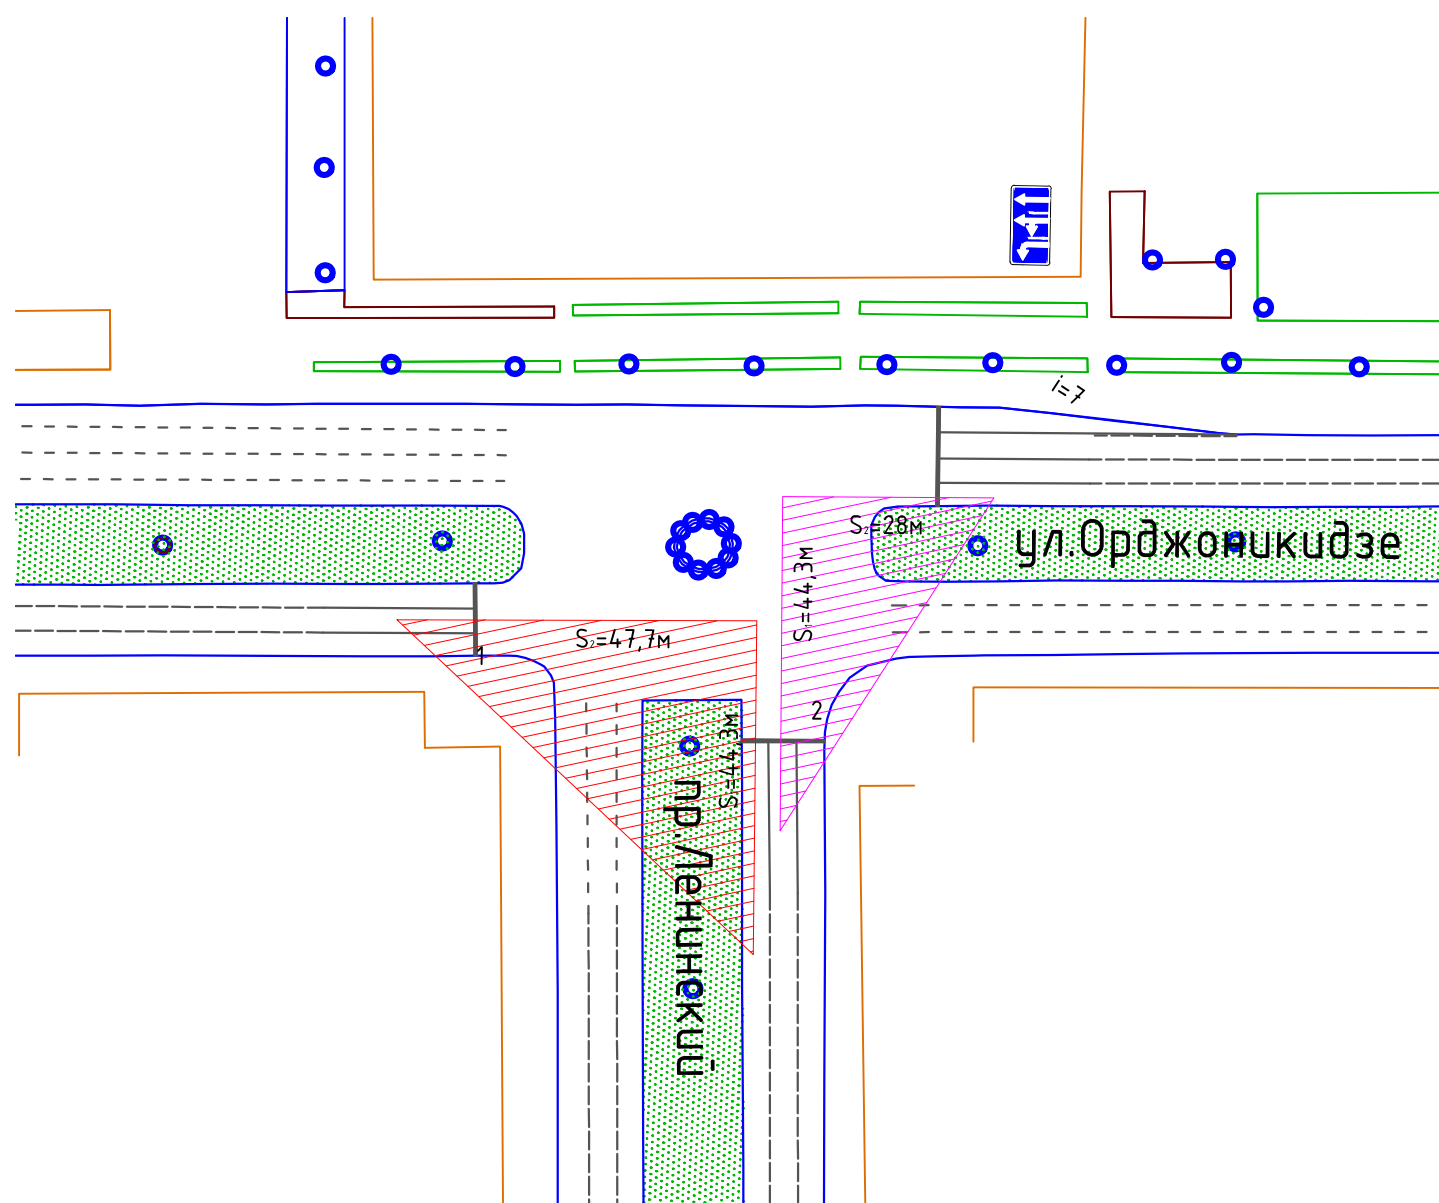 i=7
S₂=28м
ул.Орджоникидзе
S₁=44,3м
S₂=47,7м
1
2
S₁=44,3м
пр.Ленинский